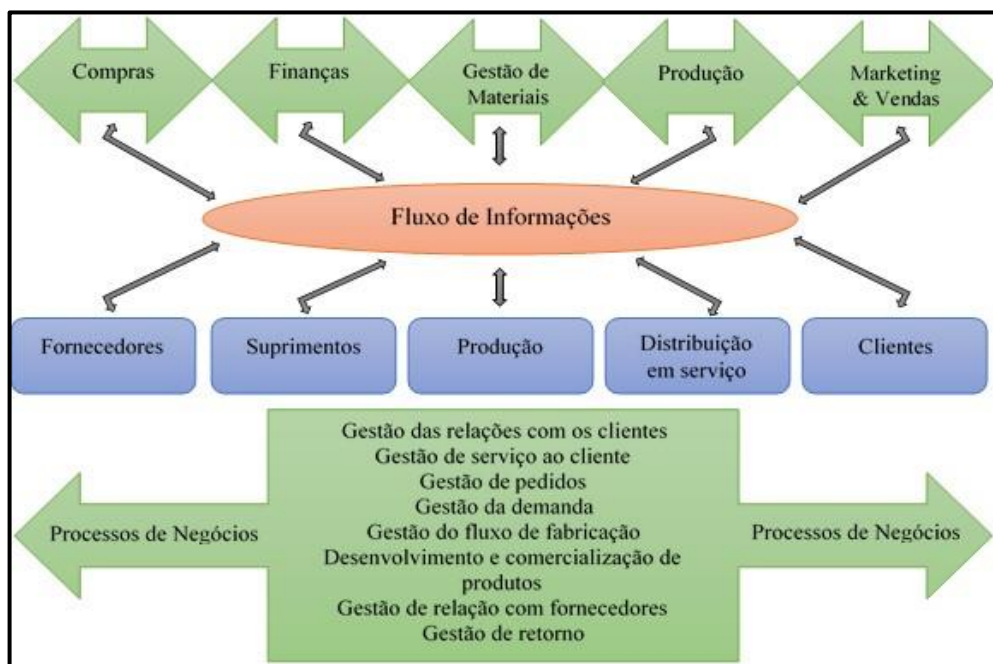 Compras
Finanças
Gestão de
Materiais
Produção
Marketing
& Vendas
Fluxo de Informações
Fornecedores
Suprimentos
Produção
Distribuição
em serviço
Clientes
Gestão das relações com os clientes
Gestão de serviço ao cliente
Gestão de pedidos
Gestão da demanda
Processos de Negócios
Gestão do fluxo de fabricação
Processos de Negócios
Desenvolvimento e comercialização de
produtos
Gestão de relação com fornecedores
Gestão de retorno